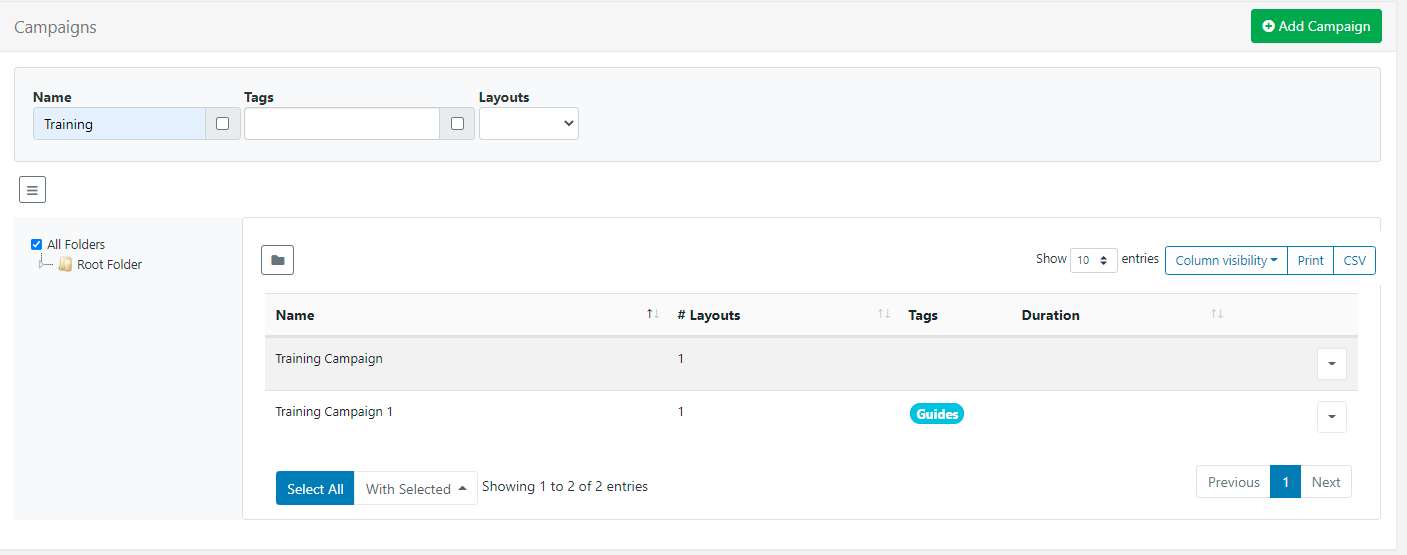 Campaigns
Add Campaign
Name Tags Layouts
Training
All Folders
Root Folder
Show 10 entries Column visibility Print CSV
Name # Layouts Tags Duration
Training Campaign 1
Training Campaign 1 1 Guides
Select All With Selected Showing 1 to 2 of 2 entries Previous 1 Next